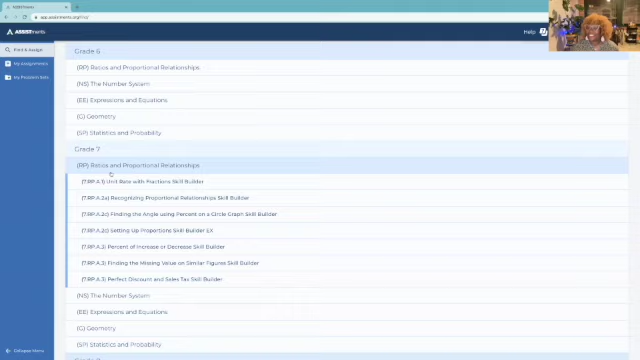 ASSISTments
app.assistments.org/find/
ASSISTments
Help
Find & Assign
My Assignments
My Problem Sets
Grade 6
(RP) Ratios and Proportional Relationships
(NS) The Number System
(EE) Expressions and Equations
(G) Geometry
(SP) Statistics and Probability
Grade 7
(RP) Ratios and Proportional Relationships
(7.RP.A.1) Unit Rate with Fractions Skill Builder
(7.RP.A.2a) Recognizing Proportional Relationships Skill Builder
(7.RP.A.2c) Finding the Angle using Percent on a Circle Graph Skill Builder
(7.RP.A.2c) Setting Up Proportions Skill Builder EX
(7.RP.A.3) Percent of Increase or Decrease Skill Builder
(7.RP.A.3) Finding the Missing Value on Similar Figures Skill Builder
(7.RP.A.3) Perfect Discount and Sales Tax Skill Builder
(NS) The Number System
(EE) Expressions and Equations
(G) Geometry
(SP) Statistics and Probability
Collapse Menu